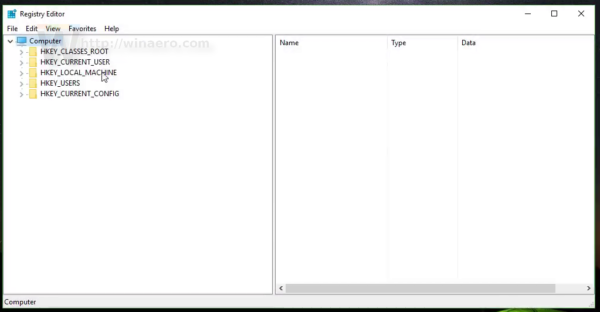 Registry Editor
File Edit View Favorites Help
http://winaero.com
Computer
HKEY_CLASSES_ROOT
HKEY_CURRENT_USER
HKEY_LOCAL_MACHINE
HKEY_USERS
HKEY_CURRENT_CONFIG
Name Type Data
Computer